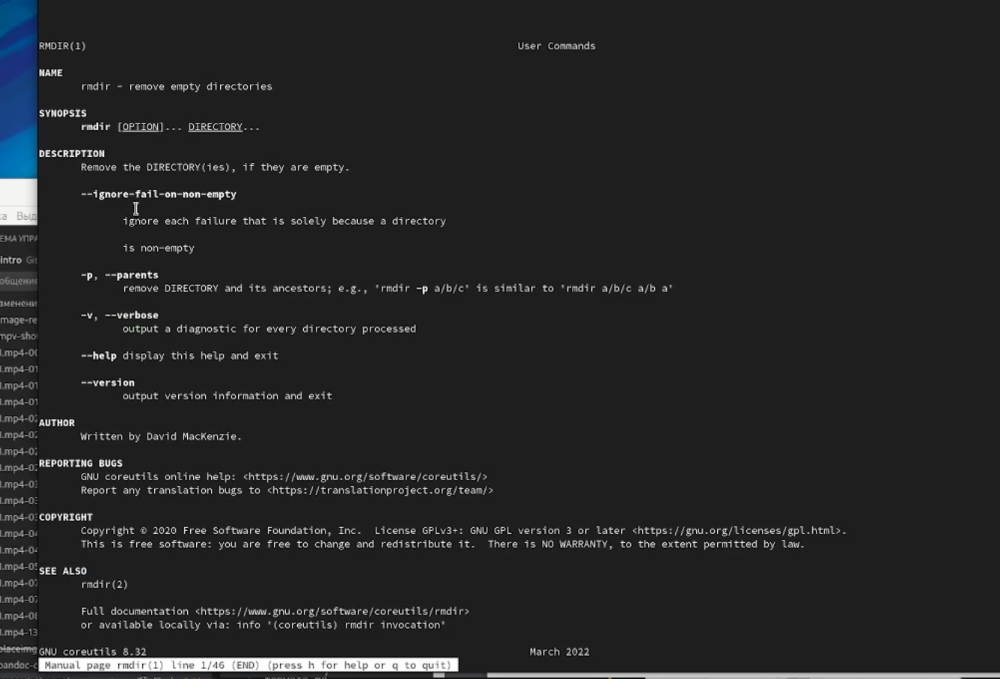 RMDIR(1) User Commands
NAME
rmdir - remove empty directories
SYNOPSIS
rmdir [OPTION]... DIRECTORY...
DESCRIPTION
Remove the DIRECTORY(ies), if they are empty.
--ignore-fail-on-non-empty
ignore each failure that is solely because a directory
is non-empty
-p, --parents
remove DIRECTORY and its ancestors; e.g., 'rmdir -p a/b/c' is similar to 'rmdir a/b/c a/b a'
-v, --verbose
output a diagnostic for every directory processed
--help display this help and exit
--version
output version information and exit
AUTHOR
Written by David MacKenzie.
REPORTING BUGS
GNU coreutils online help: <https://www.gnu.org/software/coreutils/>
Report any translation bugs to <https://translationproject.org/team/>
COPYRIGHT
Copyright © 2020 Free Software Foundation, Inc. License GPLv3+: GNU GPL version 3 or later <https://gnu.org/licenses/gpl.html>.
This is free software: you are free to change and redistribute it. There is NO WARRANTY, to the extent permitted by law.
SEE ALSO
rmdir(2)
Full documentation <https://www.gnu.org/software/coreutils/rmdir>
or available locally via: info '(coreutils) rmdir invocation'
GNU coreutils 8.32 March 2022
Manual page rmdir(1) line 1/46 (END) (press h for help or q to quit)
ка Выд
ЕМА УПРА
intro Git
общение
зменени
mage-re
mpv-sho
.mp4-00
.mp4-01
.mp4-01
.mp4-01
.mp4-02
.mp4-02
.mp4-02
.mp4-02
.mp4-03
.mp4-03
.mp4-03
.mp4-04
.mp4-04
.mp4-05
.mp4-07
.mp4-07
.mp4-08
.mp4-13
placeimg
pandoc-c